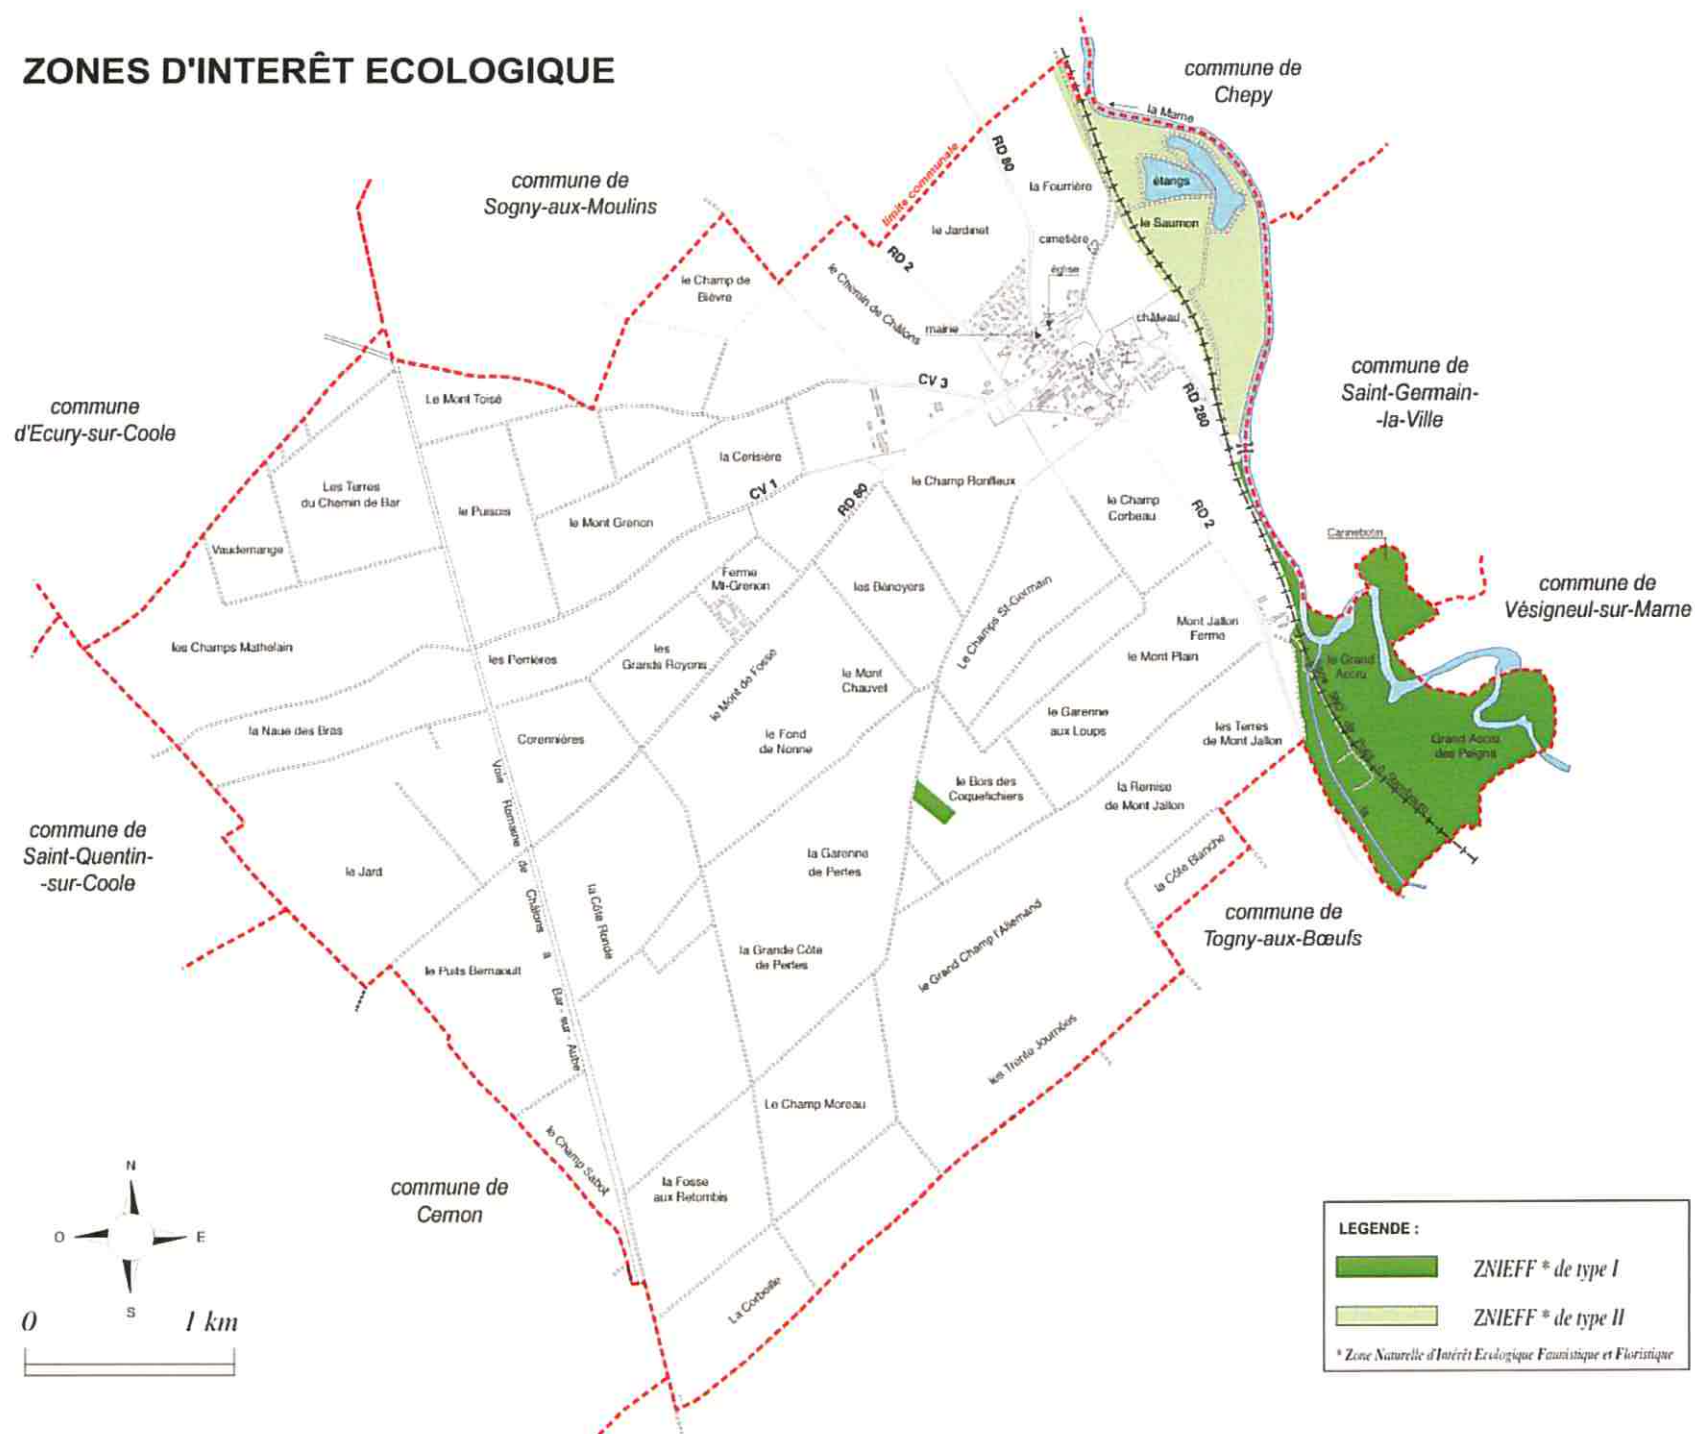 ZONES D'INTERÊT ECOLOGIQUE
commune de
Chepy
la Marne
commune de
Sogny-aux-Moulins
limite communale
RD 80
la Fourrière
étangs
le Saumon
le Jardinet
cimetière
RD 2
église
le Champ de
Bièvre
le Chemin de Châlons
mairie
château
commune
d'Ecury-sur-Coole
Le Mont Toisé
CV 3
RD 280
commune de
Saint-Germain-
-la-Ville
la Cerisière
le Champ Ronfleux
Les Terres
du Chemin de Bar
le Puisois
le Mont Grenon
CV 1
RD 80
le Champ
Corbeau
RD 2
Vaudemange
Cannebotin
Ferme
Mt-Grenon
les Bénoyers
Le Champs St-Germain
commune de
Vésigneul-sur-Marne
Mont Jallon
Ferme
les Champs Mathelain
les Perrières
les
Grands Royons
le Mont de Fosse
le Mont
Chauvel
le Mont Plain
le Grand
Accru
la Naue des Bras
Corennières
le Fond
de Nonne
le Garenne
aux Loups
les Terres
de Mont Jallon
Grand Accru
des Peigns
Voie Romaine de Châlons à Bar - sur - Aube
le Bois des
Coquefichiers
la Remise
de Mont Jallon
commune de
Saint-Quentin-
-sur-Coole
le Jard
la Côte Ronde
la Garenne
de Pertes
la Côte Blanche
commune de
Togny-aux-Bœufs
le Puits Bernaoult
la Grande Côte
de Pertes
le Grand Champ l'Allemand
les Trente Journées
Le Champ Moreau
le Champ Sabot
la Fosse
aux Retombis
commune de
Cernon
La Corbeille
N
O
E
S
0
1 km
LEGENDE :
ZNIEFF * de type I
ZNIEFF * de type II
* Zone Naturelle d'Intérêt Ecologique Faunistique et Floristique